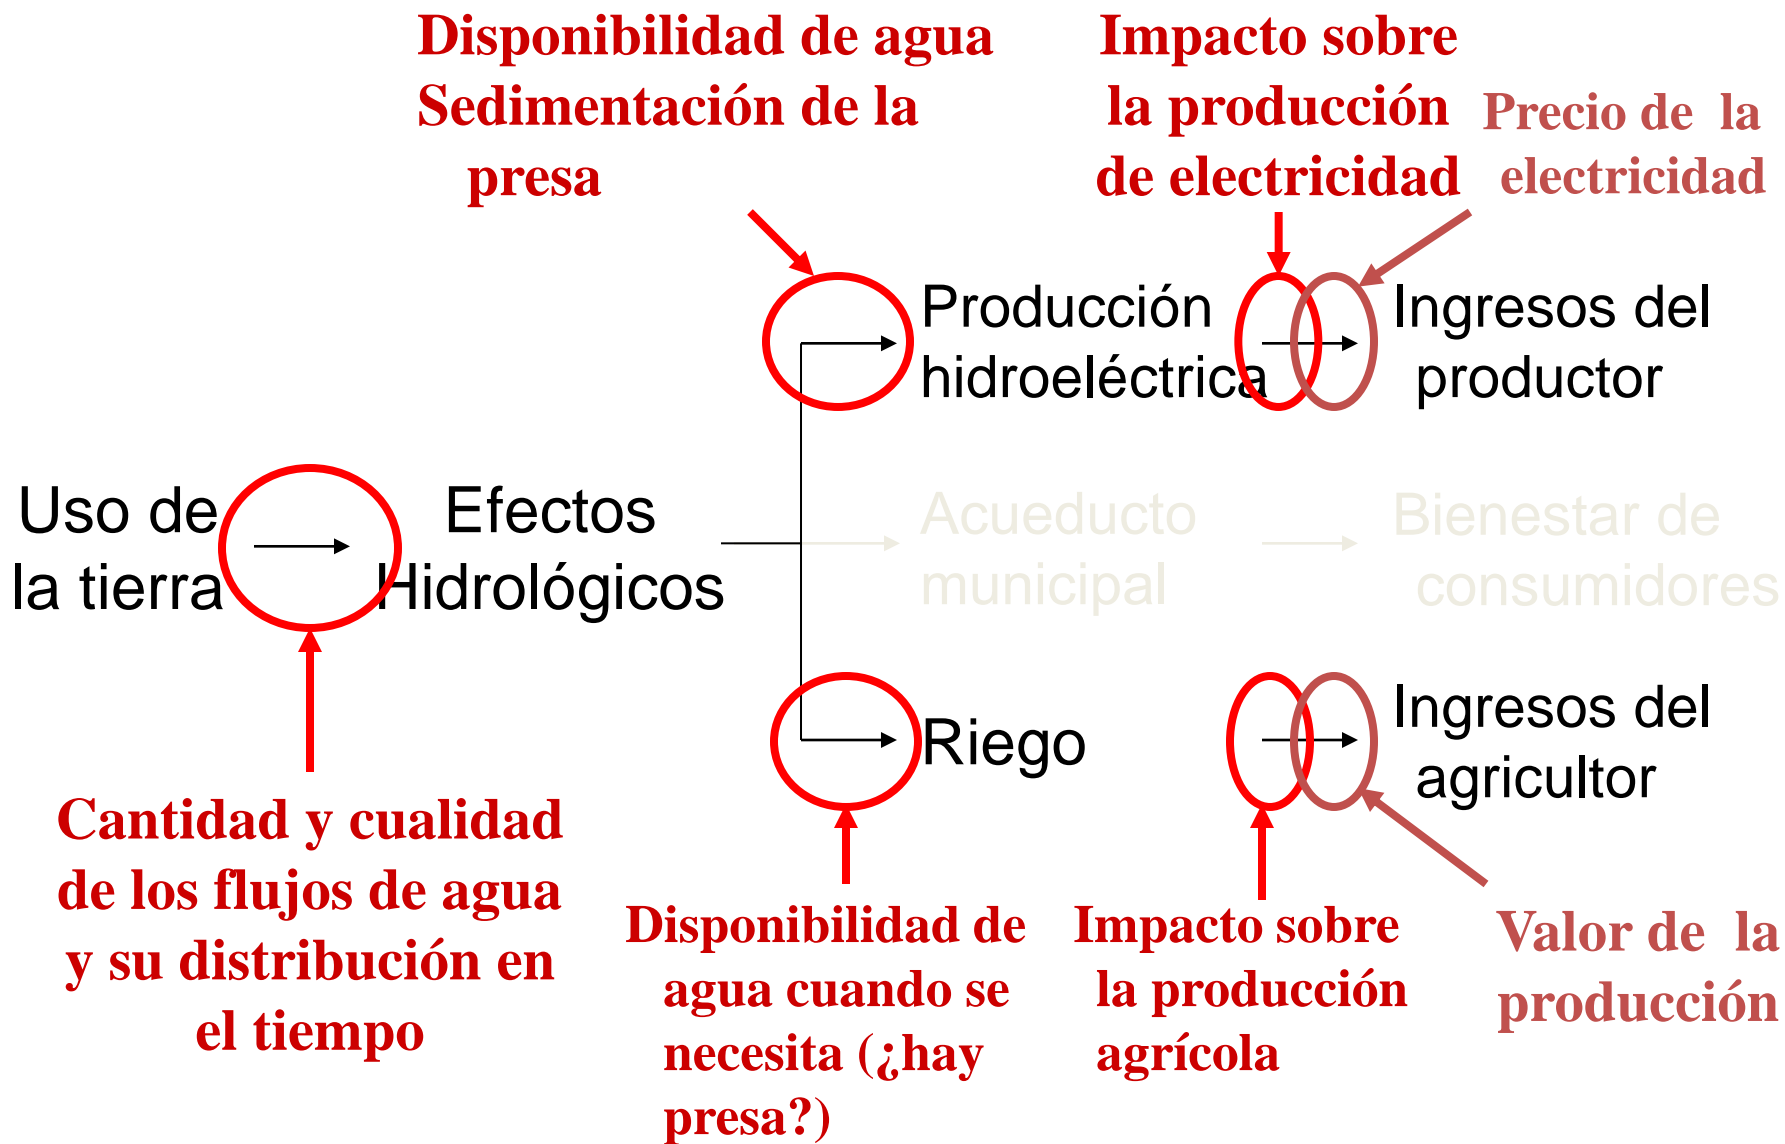 Disponibilidad de agua
Sedimentación de la
presa
Impacto sobre
la producción
de electricidad
Precio de la
electricidad
Producción
hidroeléctrica
Ingresos del
productor
Uso de
la tierra
Efectos
Hidrológicos
Acueducto
municipal
Bienestar de
consumidores
Riego
Ingresos del
agricultor
Cantidad y cualidad
de los flujos de agua
y su distribución en
el tiempo
Disponibilidad de
agua cuando se
necesita (¿hay
presa?)
Impacto sobre
la producción
agrícola
Valor de la
producción